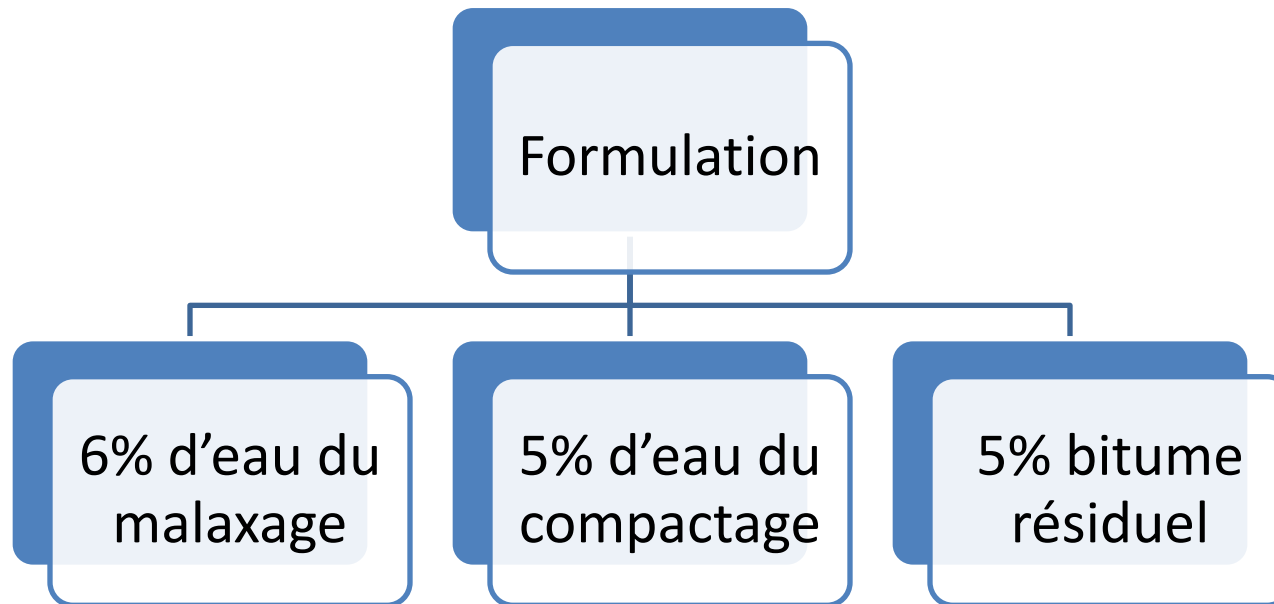 Formulation
6% d’eau du
malaxage
5% d’eau du
compactage
5% bitume
résiduel